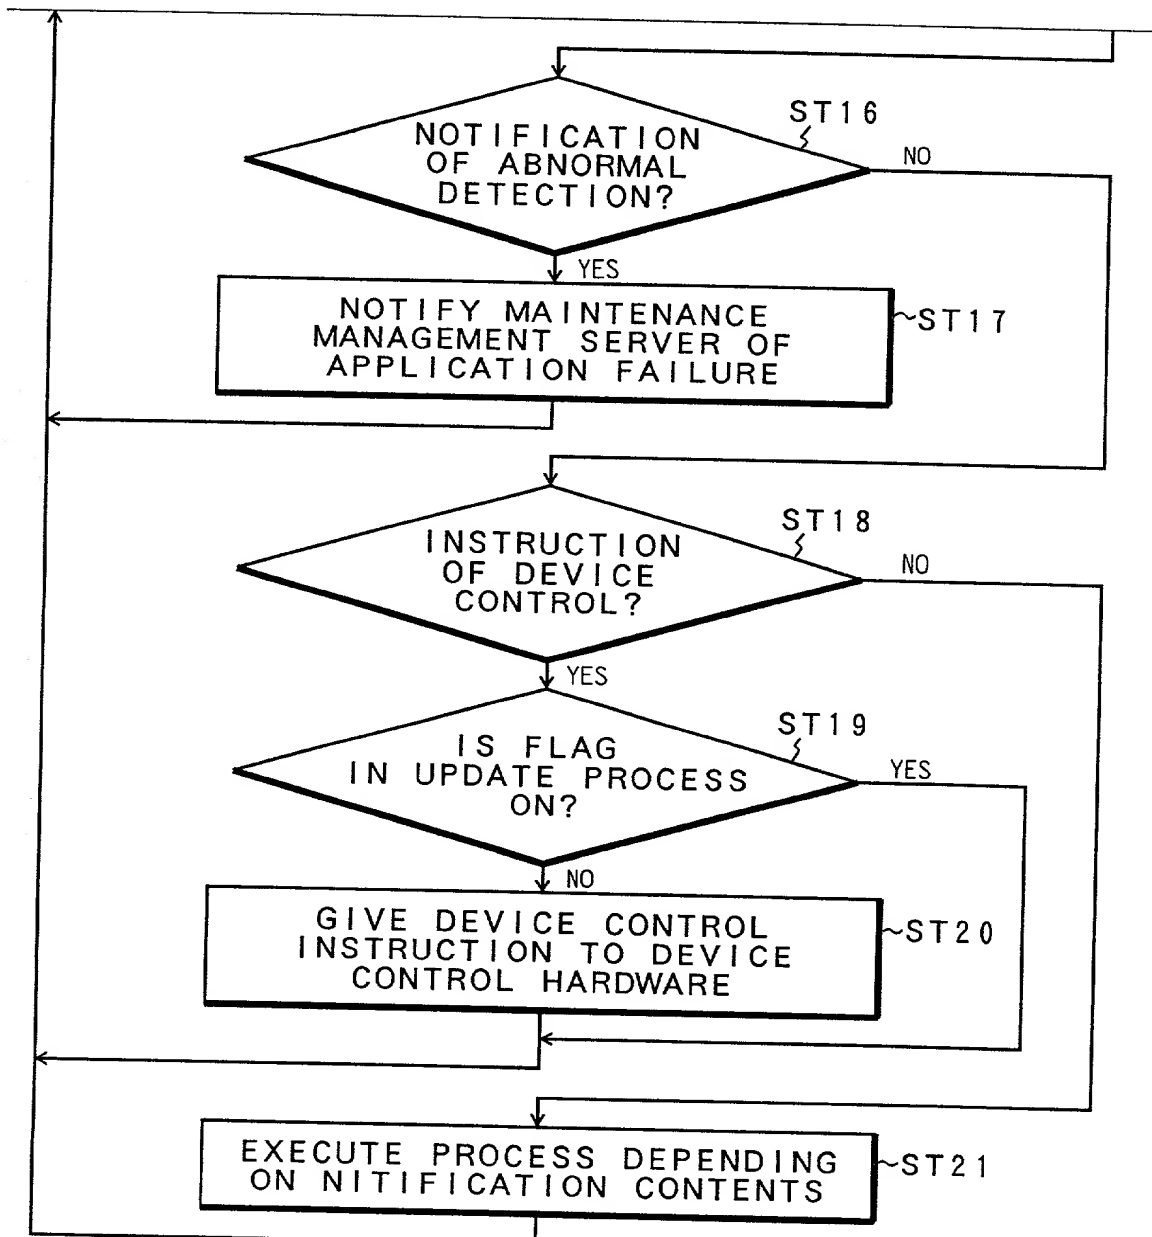 ST16
NOTIFICATION
OF ABNORMAL
DETECTION?
NO
YES
NOTIFY MAINTENANCE
MANAGEMENT SERVER OF
APPLICATION FAILURE
ST17
ST18
INSTRUCTION
OF DEVICE
CONTROL?
NO
YES
ST19
IS FLAG
IN UPDATE PROCESS
ON?
YES
NO
GIVE DEVICE CONTROL
INSTRUCTION TO DEVICE
CONTROL HARDWARE
ST20
EXECUTE PROCESS DEPENDING
ON NITIFICATION CONTENTS
ST21